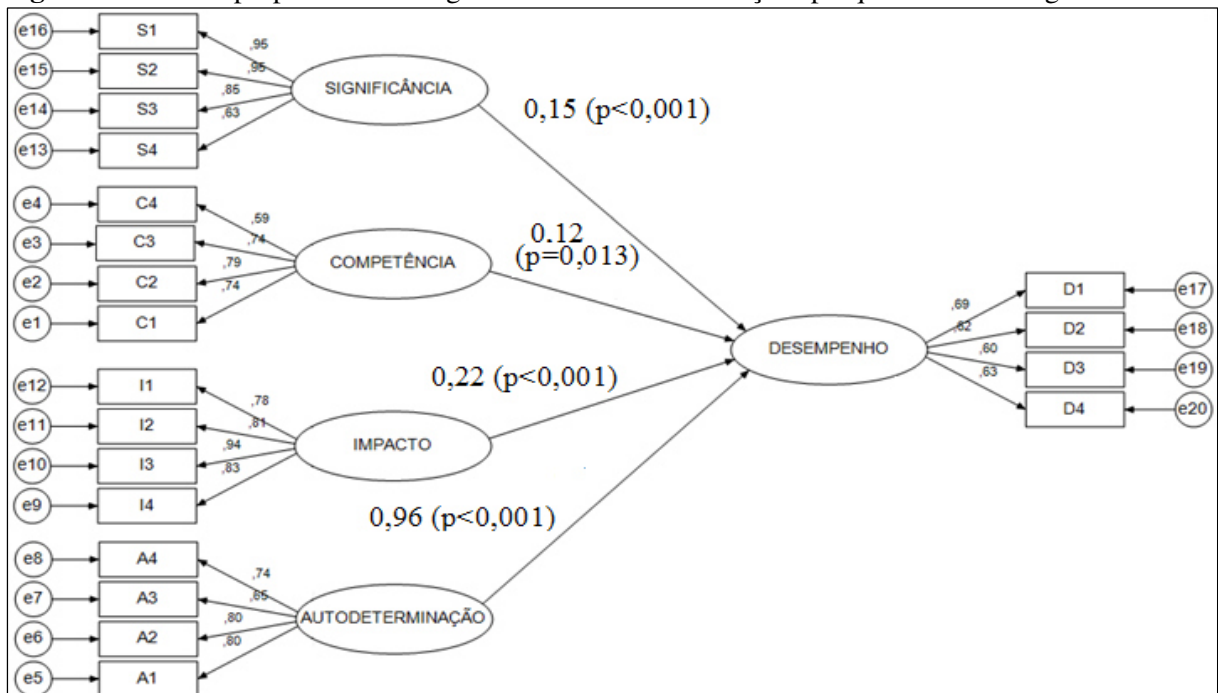 e16 S1 ,95
e15 S2 ,95
SIGNIFICÂNCIA
e14 S3 ,85
e13 S4 ,63
0,15 (p<0,001)
e4 C4 ,59
e3 C3 ,74
COMPETÊNCIA
e2 C2 ,79
e1 C1 ,74
0,12
(p=0,013)
e12 I1 ,78
e11 I2 ,81
IMPACTO
e10 I3 ,94
e9 I4 ,83
0,22 (p<0,001)
e8 A4 ,74
e7 A3 ,65
AUTODETERMINAÇÃO
e6 A2 ,80
e5 A1 ,80
0,96 (p<0,001)
DESEMPENHO
,69 D1 e17
,62 D2 e18
,60 D3 e19
,63 D4 e20